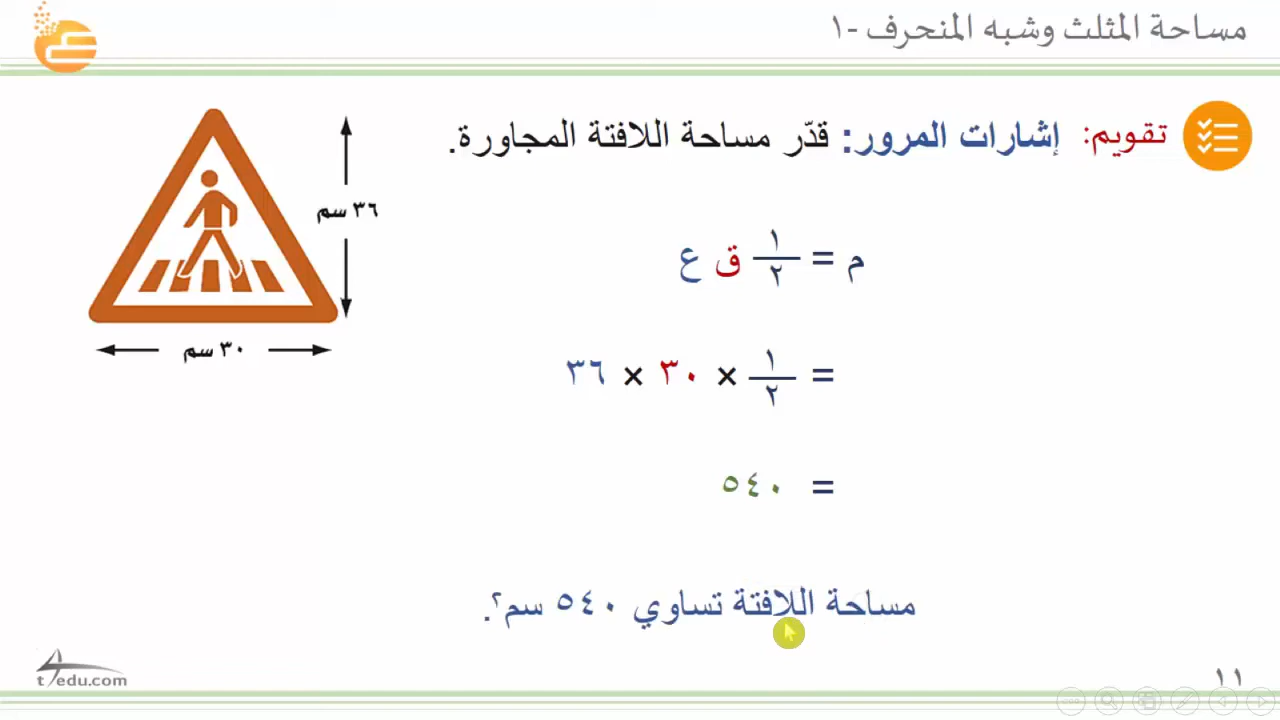 مساحة المثلث وشبه المنحرف -١
تقويم: إشارات المرور: قدّر مساحة اللافتة المجاورة.
٣٦ سم
٣٠ سم
م = ١/٢ ق ع
= ١/٢ × ٣٠ × ٣٦
= ٥٤٠
مساحة اللافتة تساوي ٥٤٠ سم٢.
t4edu.com
١١